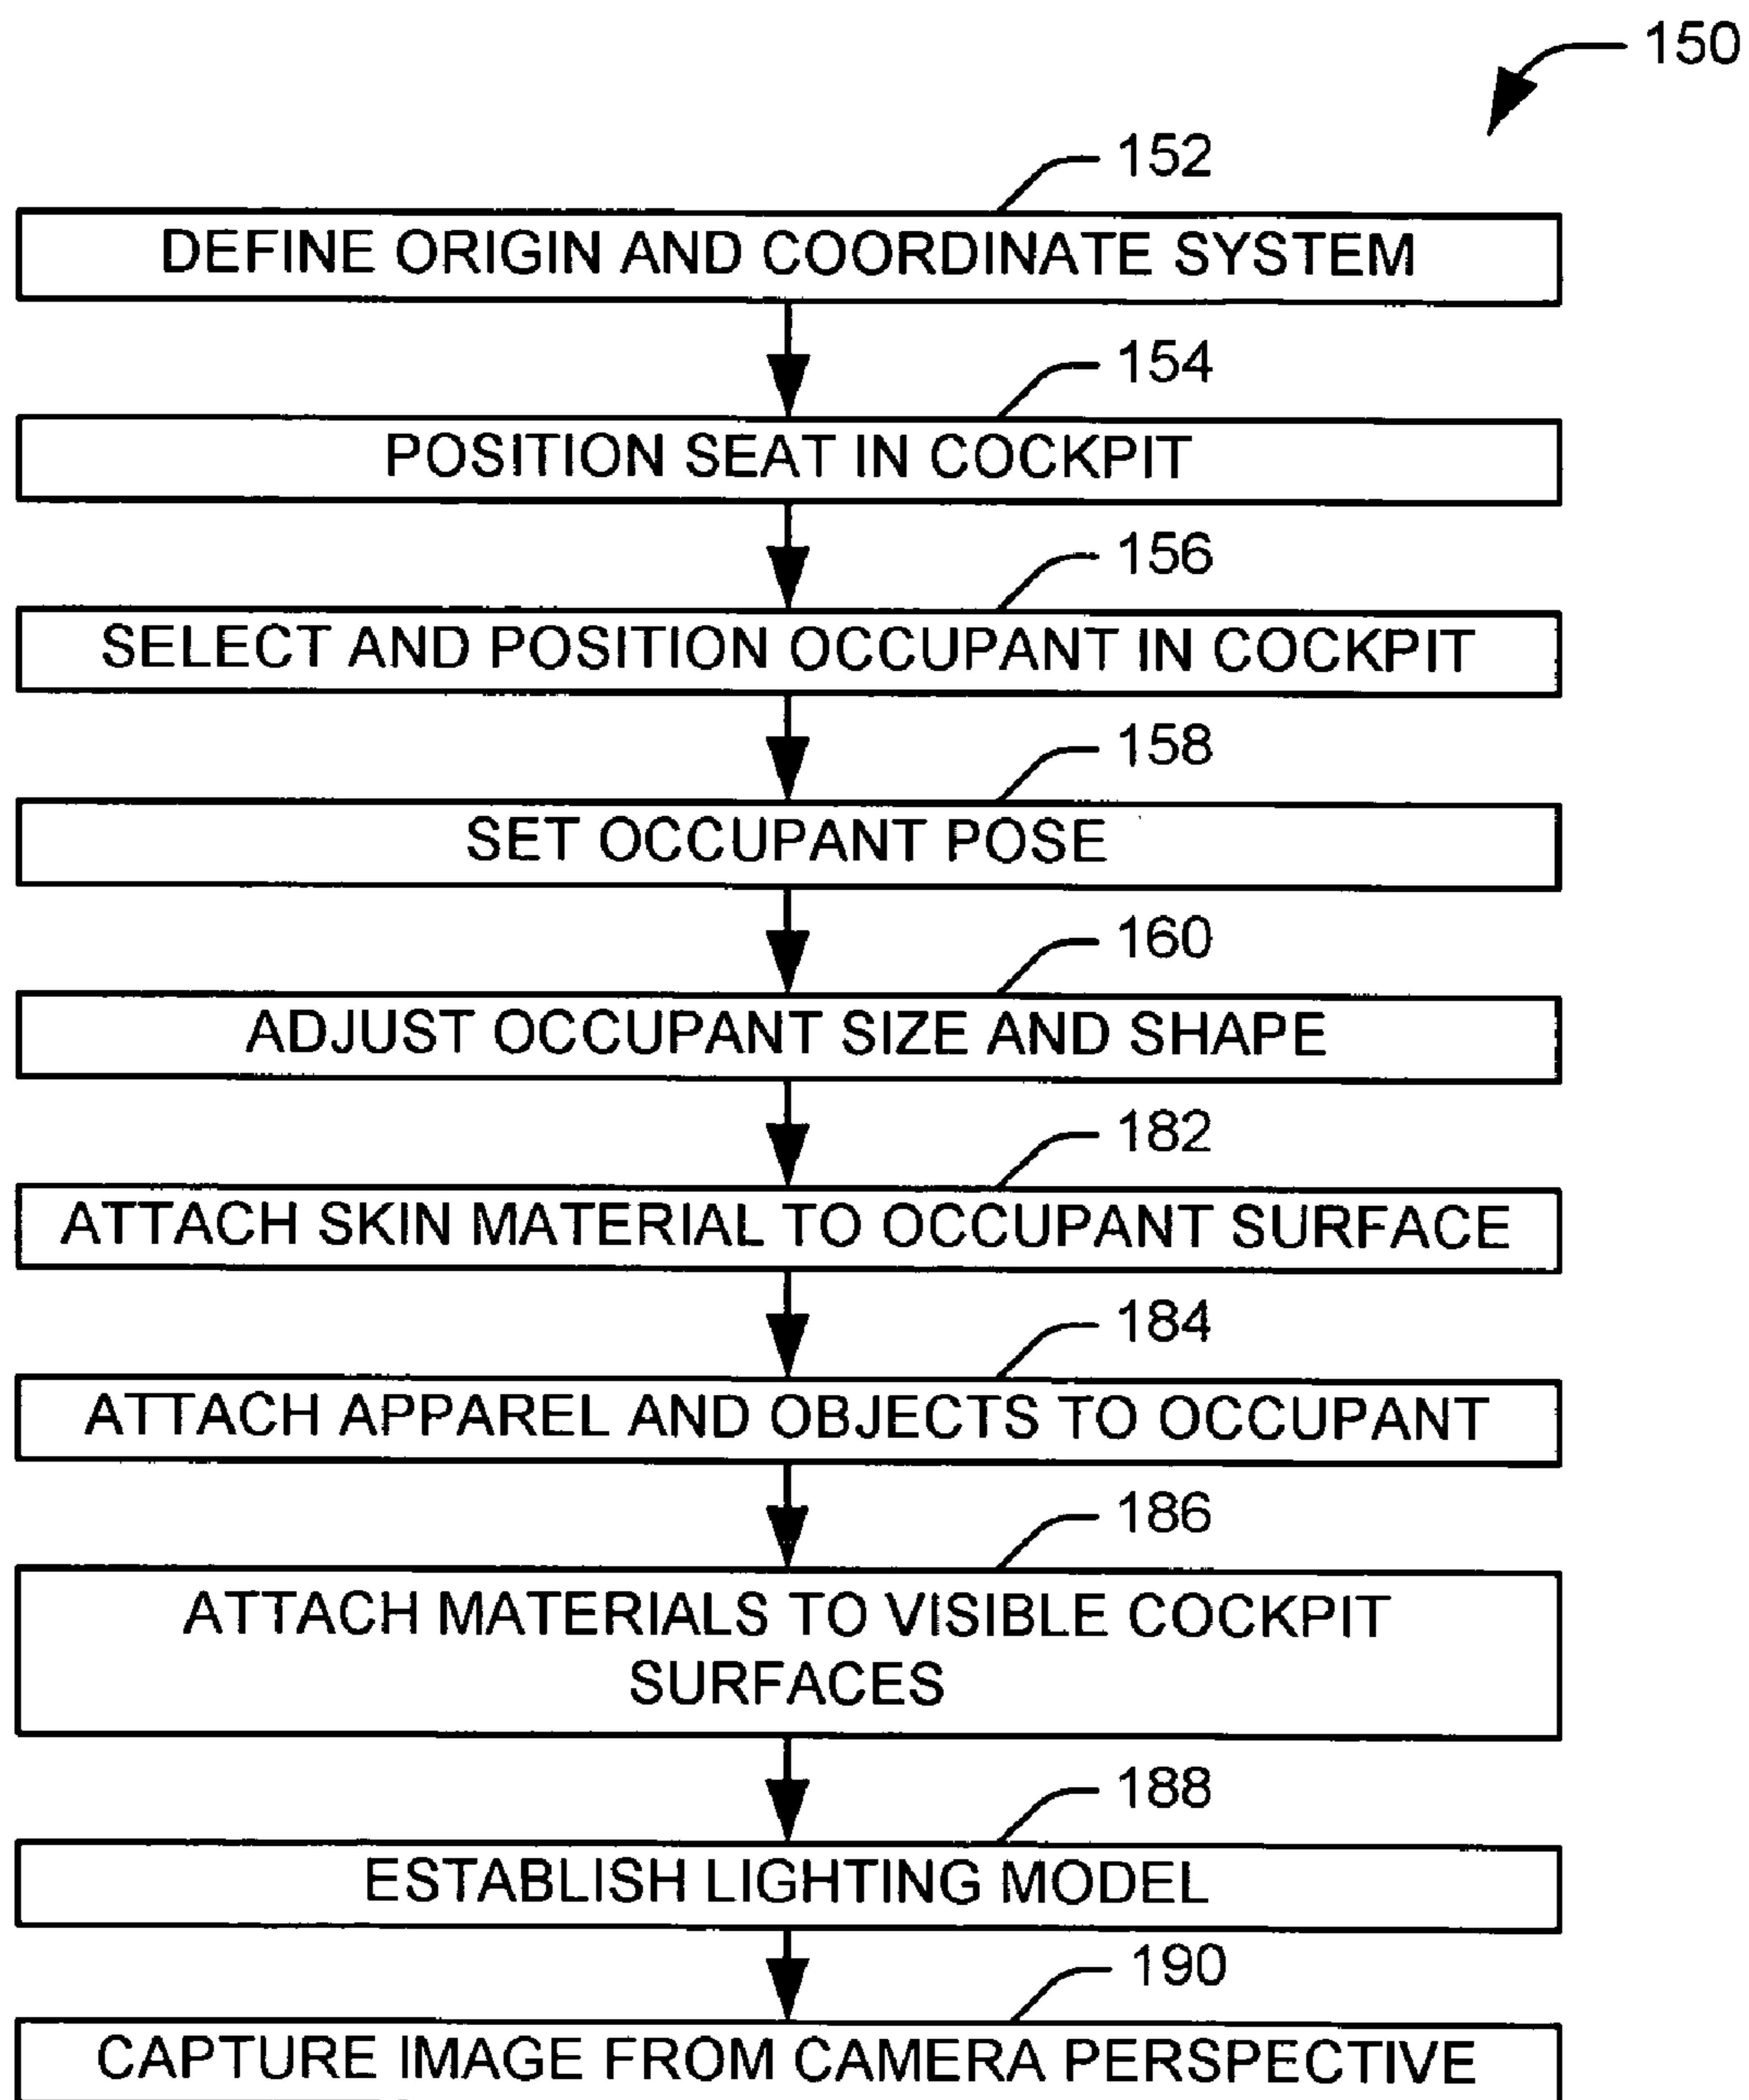 150
152
DEFINE ORIGIN AND COORDINATE SYSTEM
154
POSITION SEAT IN COCKPIT
156
SELECT AND POSITION OCCUPANT IN COCKPIT
158
SET OCCUPANT POSE
160
ADJUST OCCUPANT SIZE AND SHAPE
182
ATTACH SKIN MATERIAL TO OCCUPANT SURFACE
184
ATTACH APPAREL AND OBJECTS TO OCCUPANT
186
ATTACH MATERIALS TO VISIBLE COCKPIT
SURFACES
188
ESTABLISH LIGHTING MODEL
190
CAPTURE IMAGE FROM CAMERA PERSPECTIVE